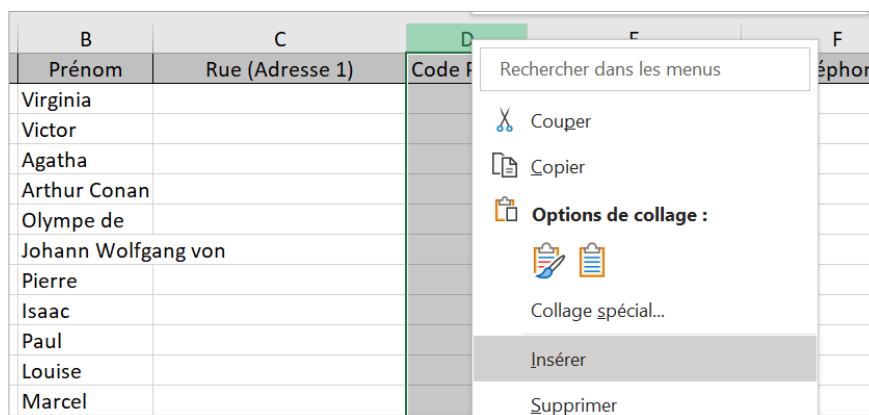 B C D E F
Prénom Rue (Adresse 1) Code P éphor
Rechercher dans les menus
Virginia
Couper
Victor
Agatha
Copier
Arthur Conan
Olympe de
Options de collage :
Johann Wolfgang von
Pierre
Isaac
Collage spécial...
Paul
Insérer
Louise
Marcel
Supprimer